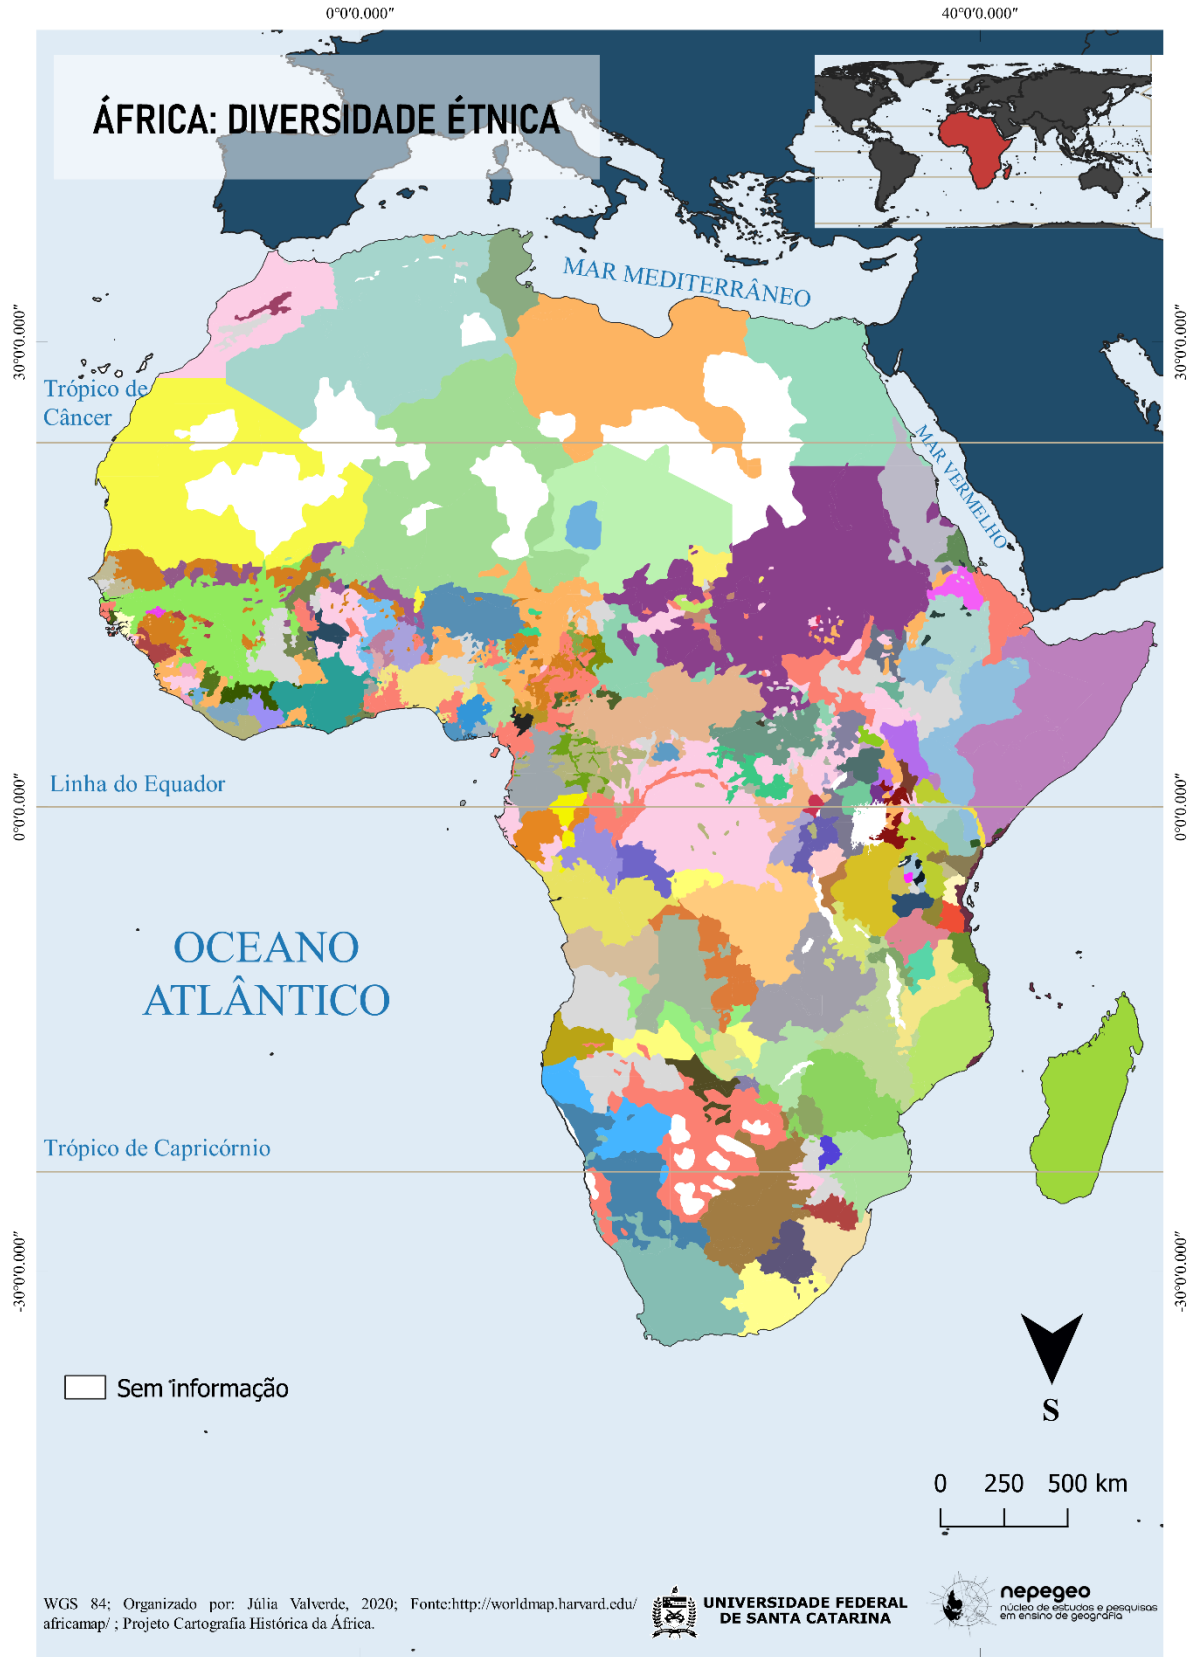 0°0'0.000"
40°0'0.000"
ÁFRICA: DIVERSIDADE ÉTNICA
MAR MEDITERRÂNEO
30°0'0.000"
30°0'0.000"
Trópico de
Câncer
MAR VERMELHO
Linha do Equador
0°0'0.000"
0°0'0.000"
OCEANO
ATLÂNTICO
Trópico de Capricórnio
-30°0'0.000"
-30°0'0.000"
Sem informação
S
0 250 500 km
WGS 84; Organizado por: Júlia Valverde, 2020; Fonte:http://worldmap.harvard.edu/
africamap/ ; Projeto Cartografia Histórica da África.
UNIVERSIDADE FEDERAL
DE SANTA CATARINA
nepegeo
núcleo de estudos e pesquisas
em ensino de geografia